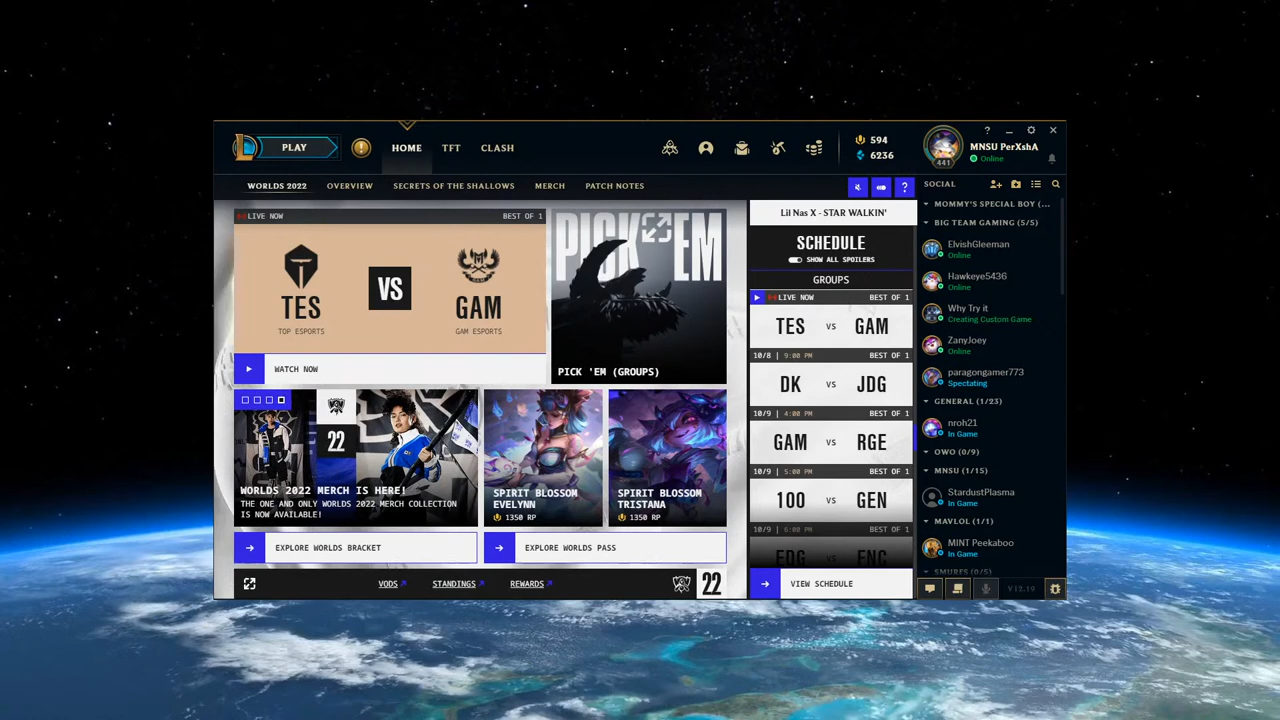 PLAY
HOME
TFT
CLASH
594
6236
441
?
MNSU PerXshA
Online
WORLDS 2022
OVERVIEW
SECRETS OF THE SHALLOWS
MERCH
PATCH NOTES
?
LIVE NOW
BEST OF 1
TES
TOP ESPORTS
VS
GAM
GAM ESPORTS
WATCH NOW
PICK 'EM
PICK 'EM (GROUPS)
22
WORLDS 2022 MERCH IS HERE!
THE ONE AND ONLY WORLDS 2022 MERCH COLLECTION
IS NOW AVAILABLE!
SPIRIT BLOSSOM
EVELYNN
1350 RP
SPIRIT BLOSSOM
TRISTANA
1350 RP
EXPLORE WORLDS BRACKET
EXPLORE WORLDS PASS
VODS
STANDINGS
REWARDS
22
Lil Nas X - STAR WALKIN'
SCHEDULE
SHOW ALL SPOILERS
GROUPS
LIVE NOW
BEST OF 1
TES VS GAM
10/8 | 9:00 PM
BEST OF 1
DK VS JDG
10/9 | 4:00 PM
BEST OF 1
GAM VS RGE
10/9 | 5:00 PM
BEST OF 1
100 VS GEN
10/9 | 6:00 PM
BEST OF 1
EDG VS FNC
VIEW SCHEDULE
SOCIAL
MOMMY'S SPECIAL BOY (...
BIG TEAM GAMING (5/5)
ElvishGleeman
Online
Hawkeye5436
Online
Why Try it
Creating Custom Game
ZanyJoey
Online
paragongamer773
Spectating
GENERAL (1/23)
nroh21
In Game
OWO (0/9)
MNSU (1/15)
StardustPlasma
In Game
MAVLOL (1/1)
MINT Peekaboo
In Game
SMURFS (0/5)
V12.19